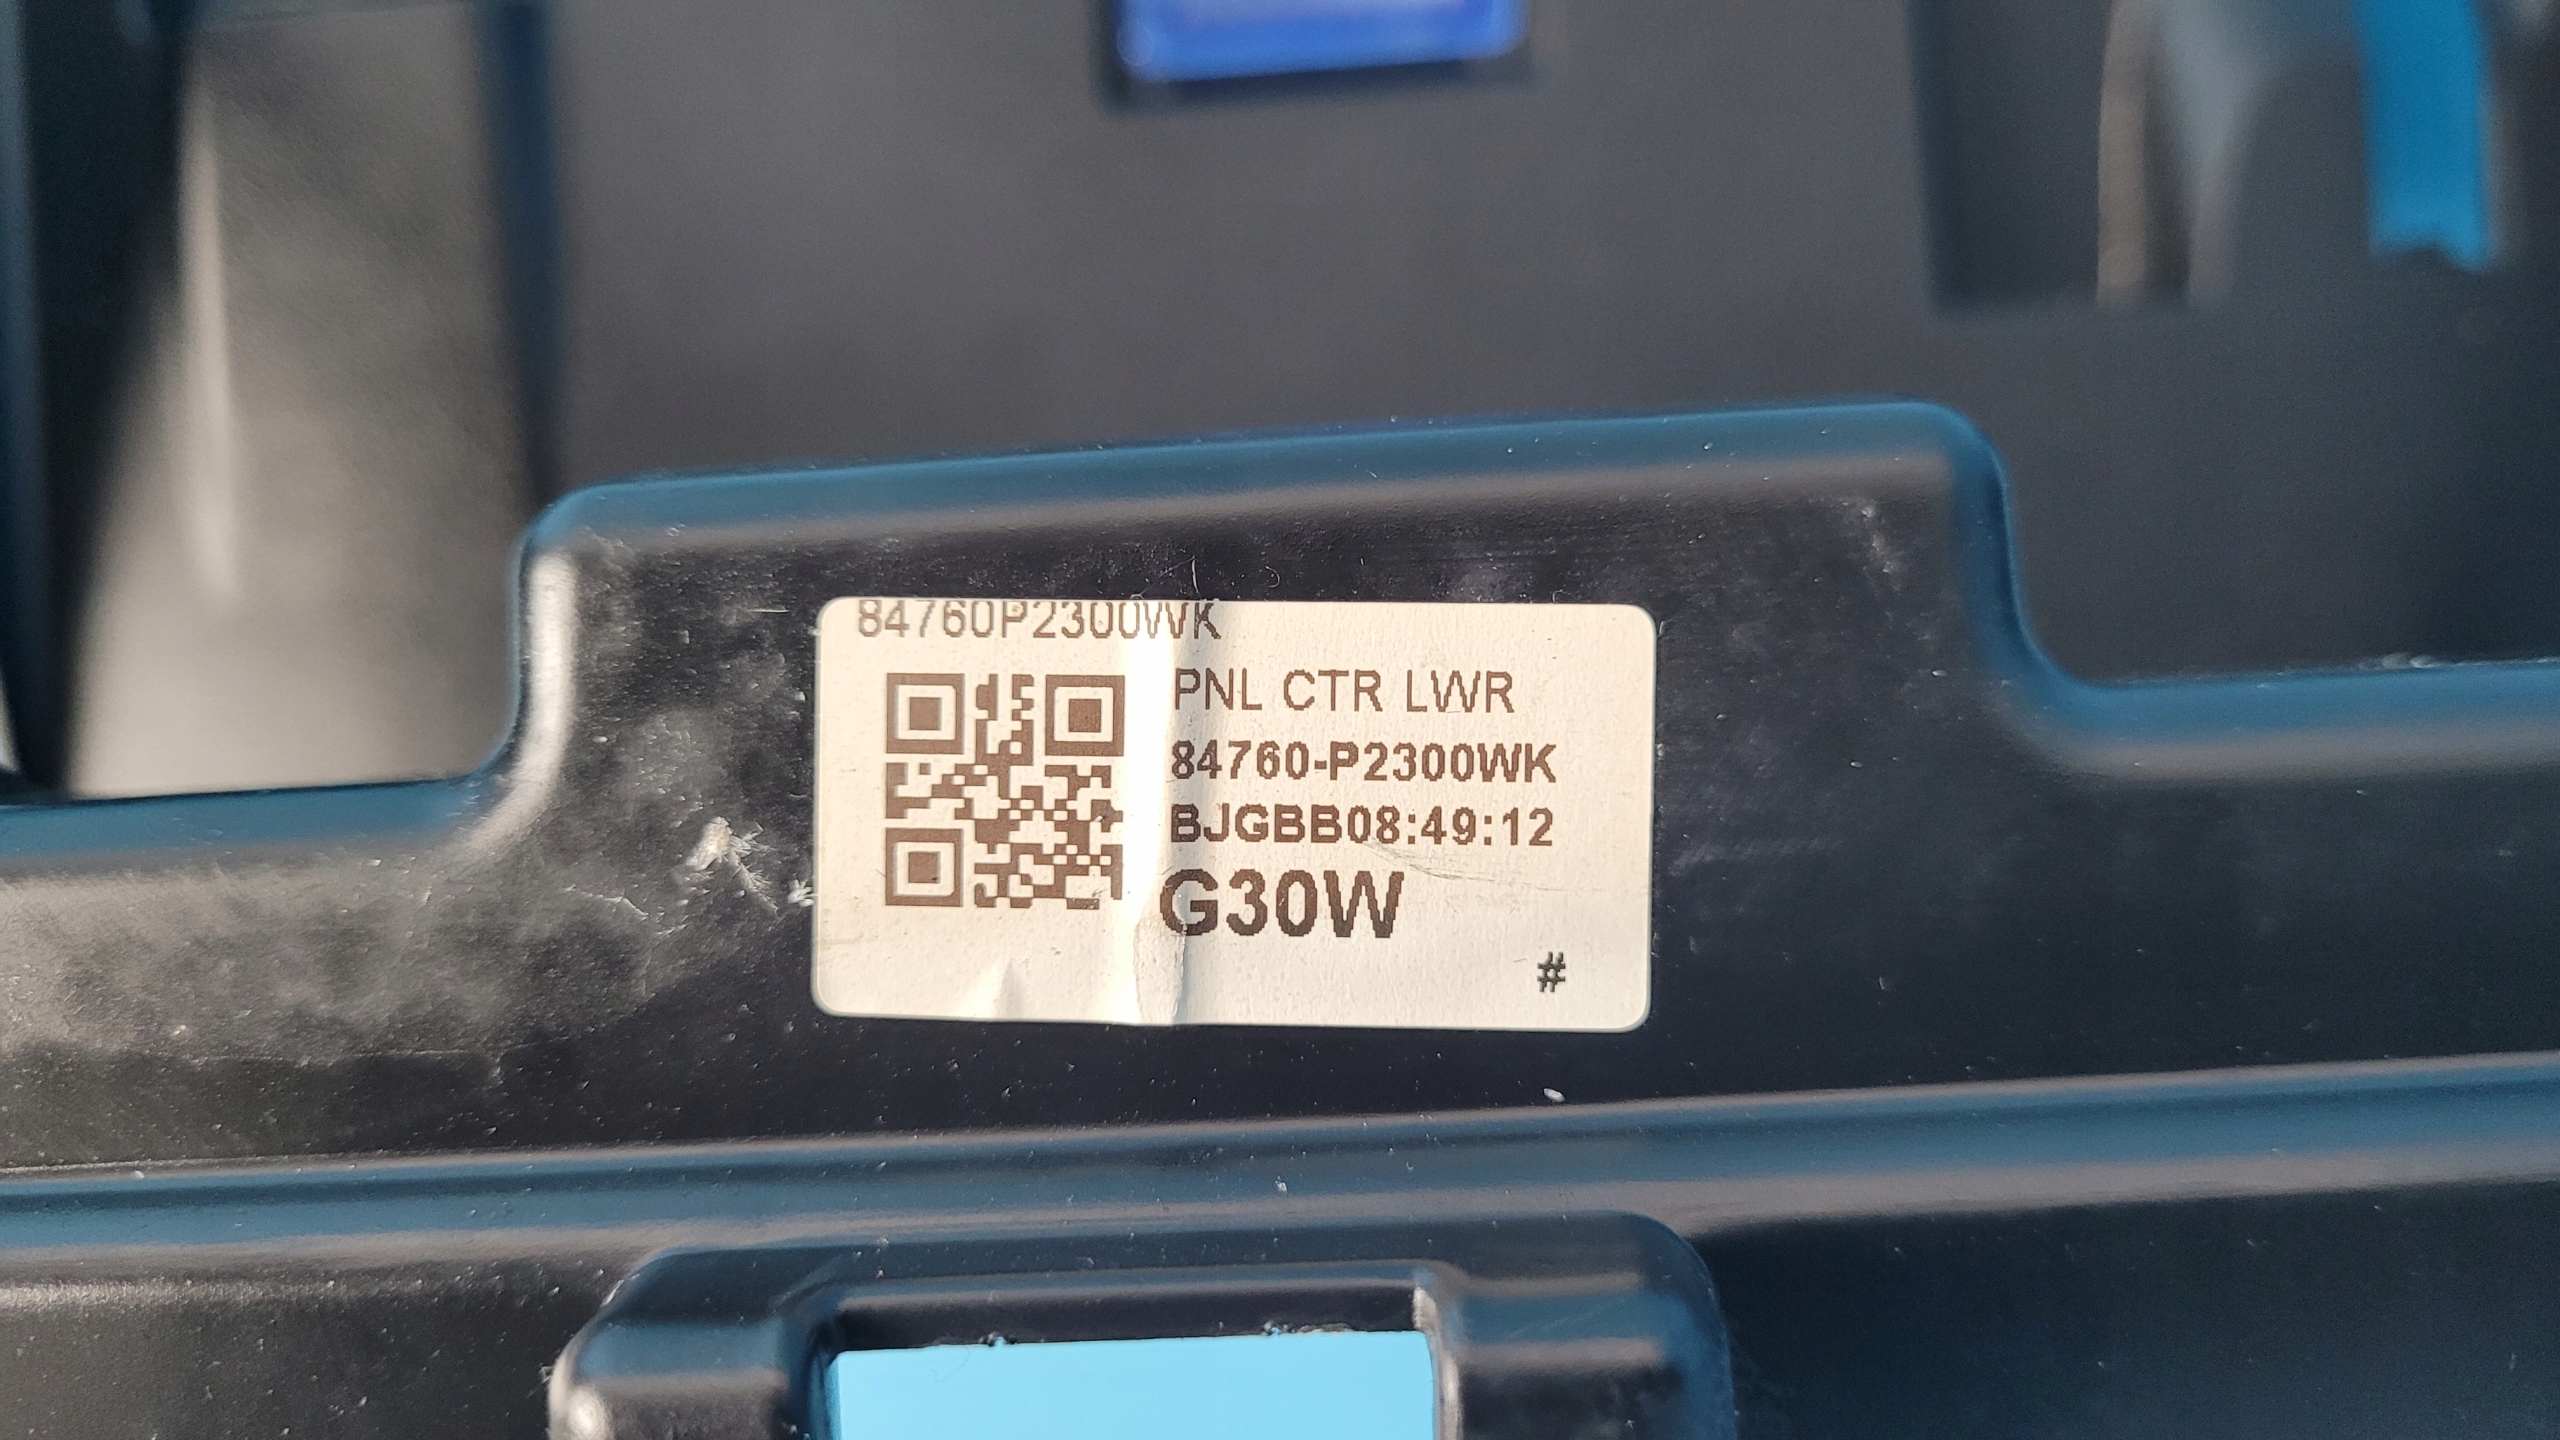 84760P2300WK
PNL CTR LWR
84760-P2300WK
BJGBB08:49:12
G30W
#